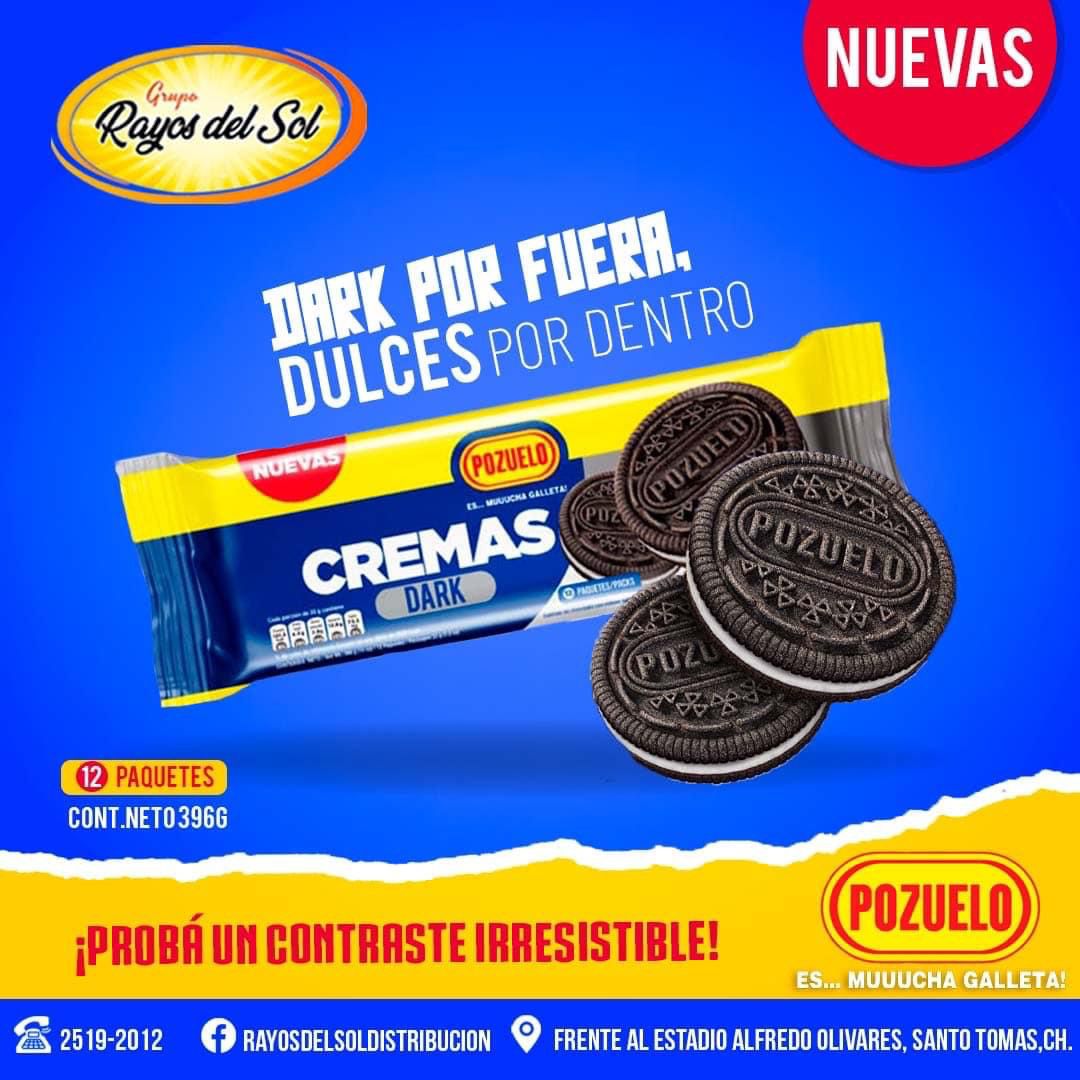 NUEVAS
Grupo
Rayos del Sol
DARK POR FUERA,
DULCES POR DENTRO
NUEVAS
POZUELO
ES... MUUUCHA GALLETA!
CREMAS
DARK
12 PAQUETES/PACKS
POZUELO
POZUELO
POZU
12 PAQUETES
CONT.NETO 396G
¡PROBÁ UN CONTRASTE IRRESISTIBLE!
POZUELO
ES... MUUUCHA GALLETA!
2519-2012
RAYOSDELSOLDISTRIBUCION
FRENTE AL ESTADIO ALFREDO OLIVARES, SANTO TOMAS,CH.